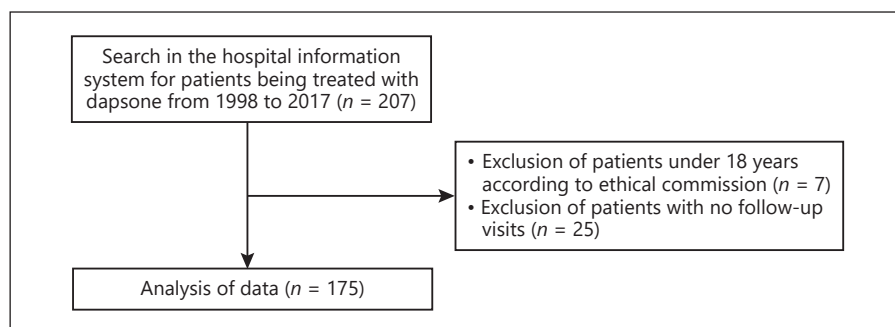 Search in the hospital information
system for patients being treated with
dapsone from 1998 to 2017 (n = 207)
• Exclusion of patients under 18 years
according to ethical commission (n = 7)
• Exclusion of patients with no follow-up
visits (n = 25)
Analysis of data (n = 175)